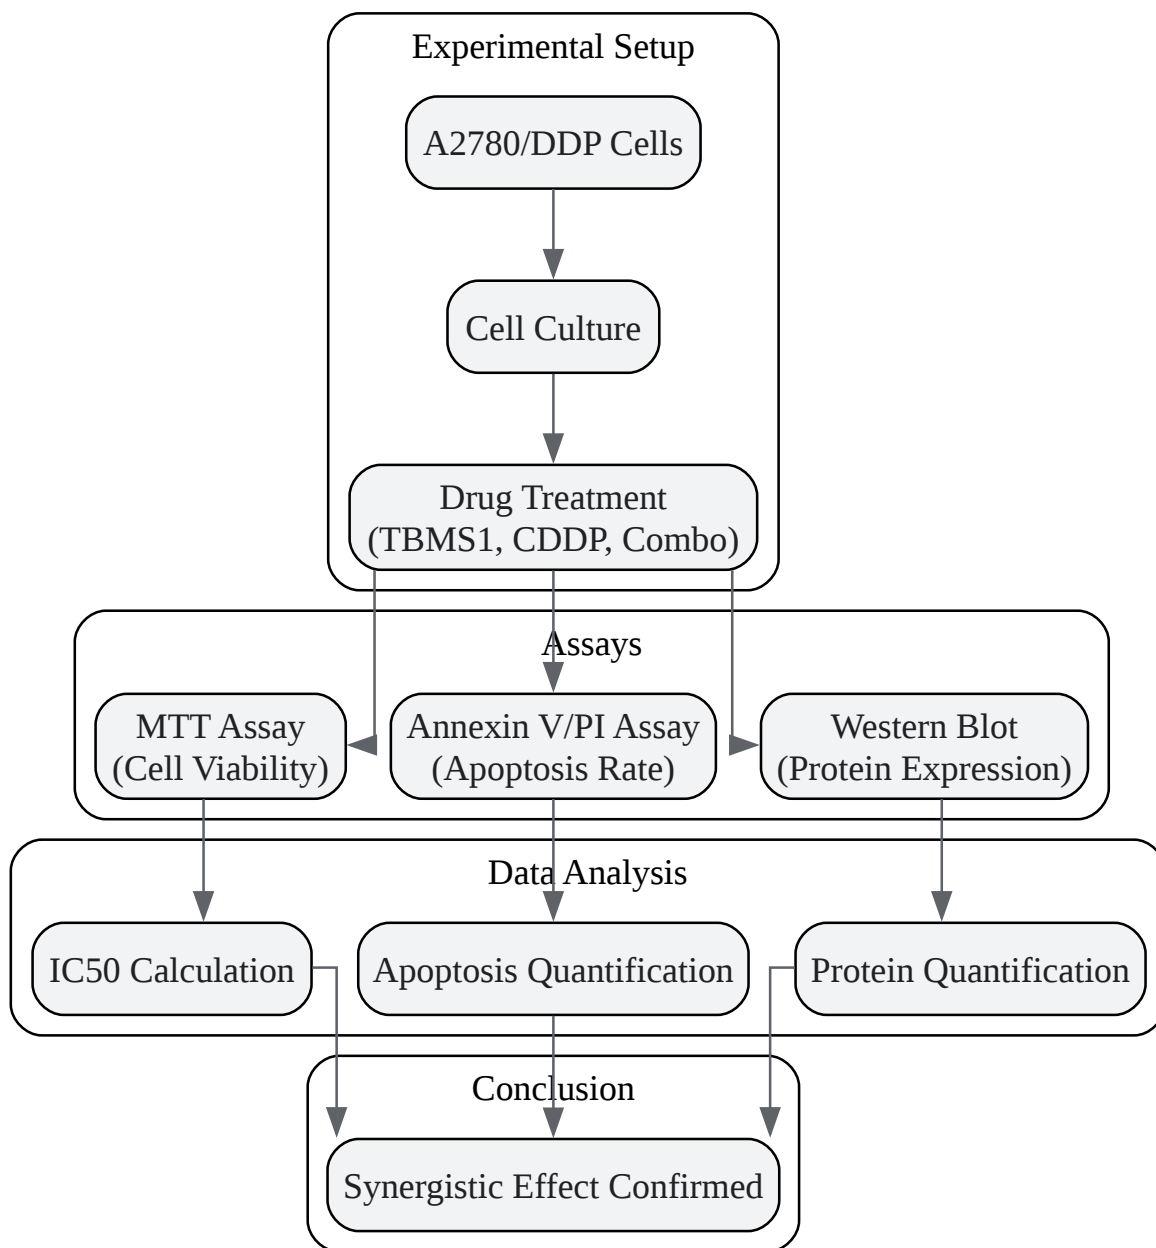 Experimental Setup
A2780/DDP Cells
Cell Culture
Drug Treatment
(TBMS1, CDDP, Combo)
Assays
MTT Assay
(Cell Viability)
Annexin V/PI Assay
(Apoptosis Rate)
Western Blot
(Protein Expression)
Data Analysis
IC50 Calculation
Apoptosis Quantification
Protein Quantification
Conclusion
Synergistic Effect Confirmed